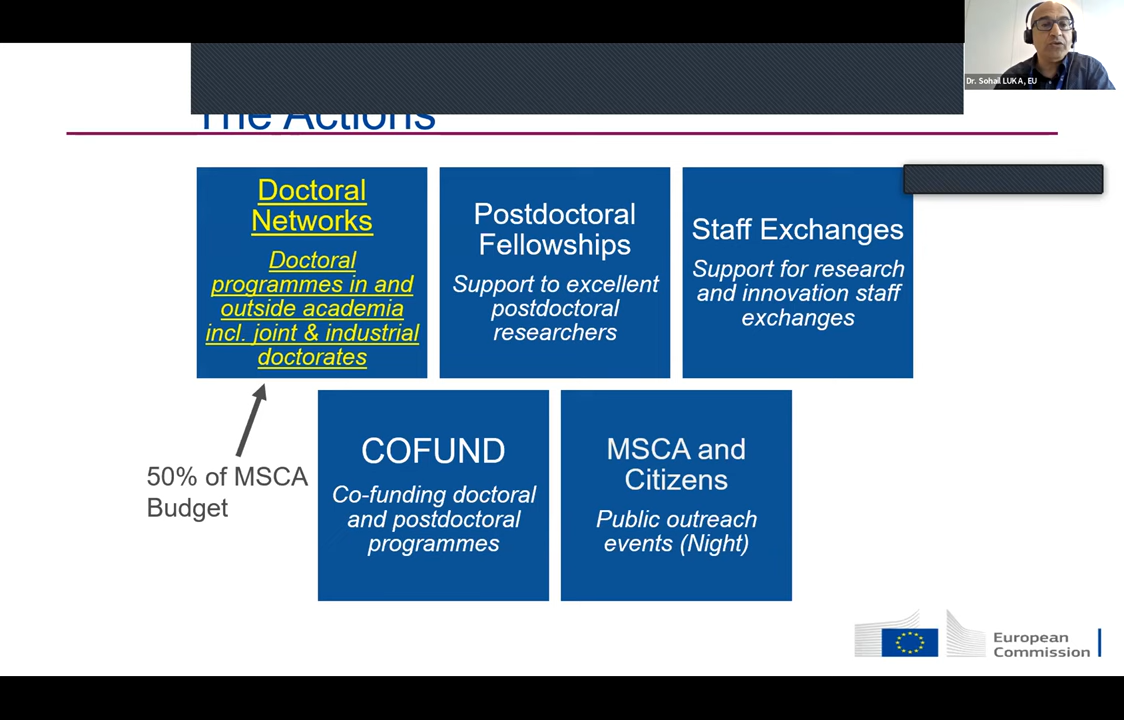 Dr. Sohail LUKA, EU
The Actions
Doctoral
Networks
Doctoral
programmes in and
outside academia
incl. joint & industrial
doctorates
Postdoctoral
Fellowships
Support to excellent
postdoctoral
researchers
Staff Exchanges
Support for research
and innovation staff
exchanges
50% of MSCA
Budget
COFUND
Co-funding doctoral
and postdoctoral
programmes
MSCA and
Citizens
Public outreach
events (Night)
European
Commission